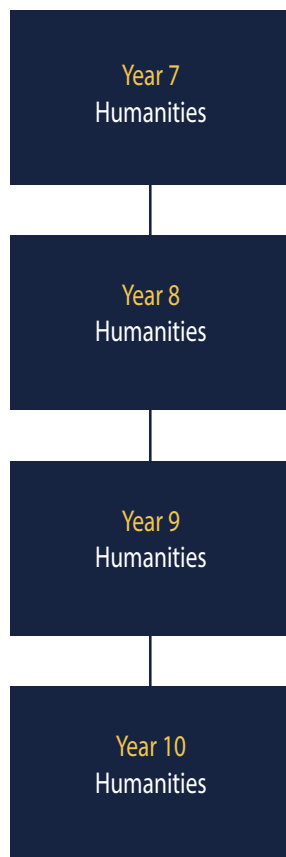 Year 7
Humanities
Year 8
Humanities
Year 9
Humanities
Year 10
Humanities